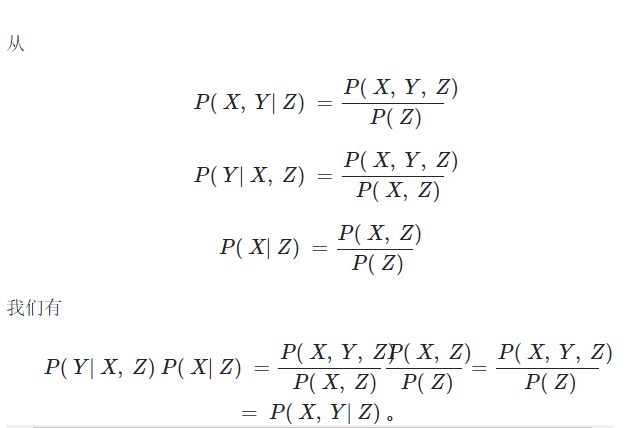 从
P(X, Y|Z) = P(X, Y, Z) / P(Z)
P(Y|X, Z) = P(X, Y, Z) / P(X, Z)
P(X|Z) = P(X, Z) / P(Z)
我们有
P(Y|X, Z) P(X|Z) = P(X, Y, Z) / P(X, Z) P(X, Z) / P(Z) = P(X, Y, Z) / P(Z)
= P(X, Y|Z) 。